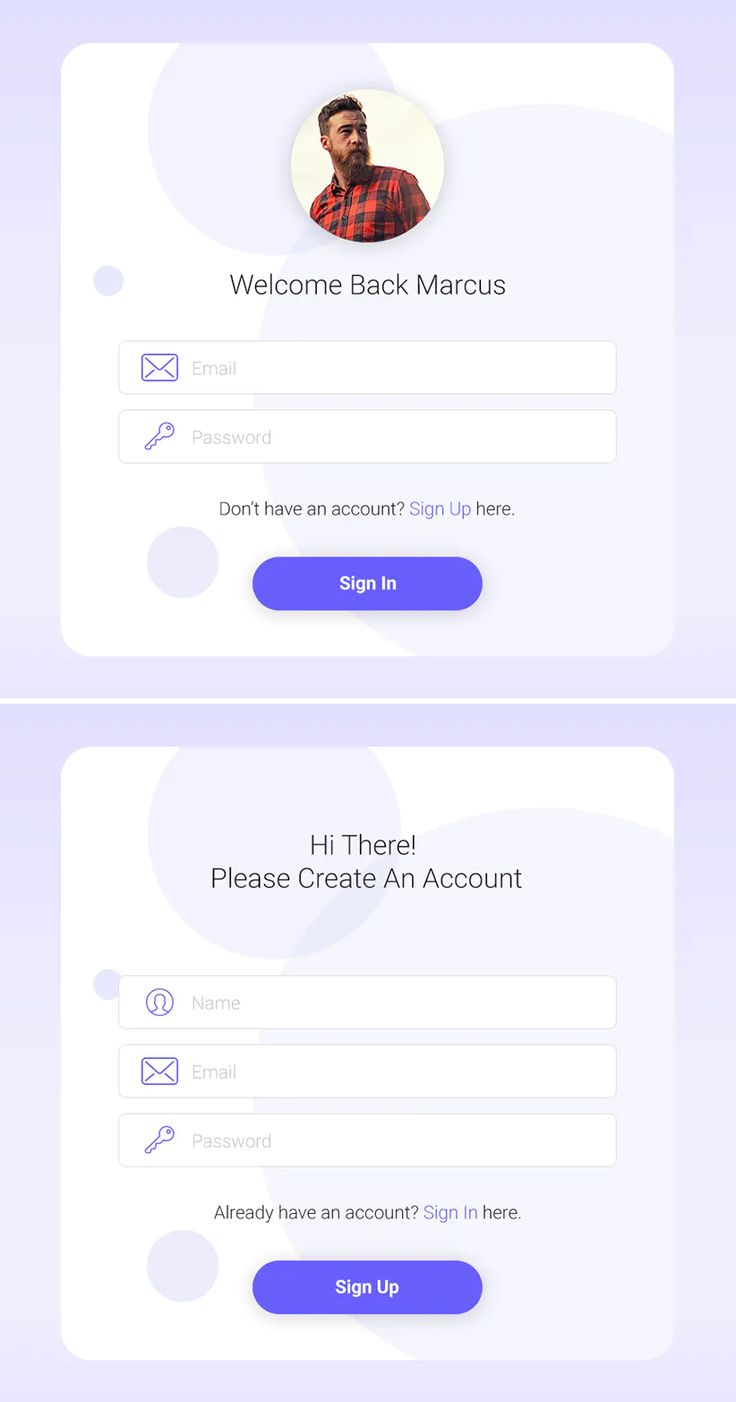 Welcome Back Marcus
Email
Password
Don't have an account? Sign Up here.
Sign In
Hi There!
Please Create An Account
Name
Email
Password
Already have an account? Sign In here.
Sign Up